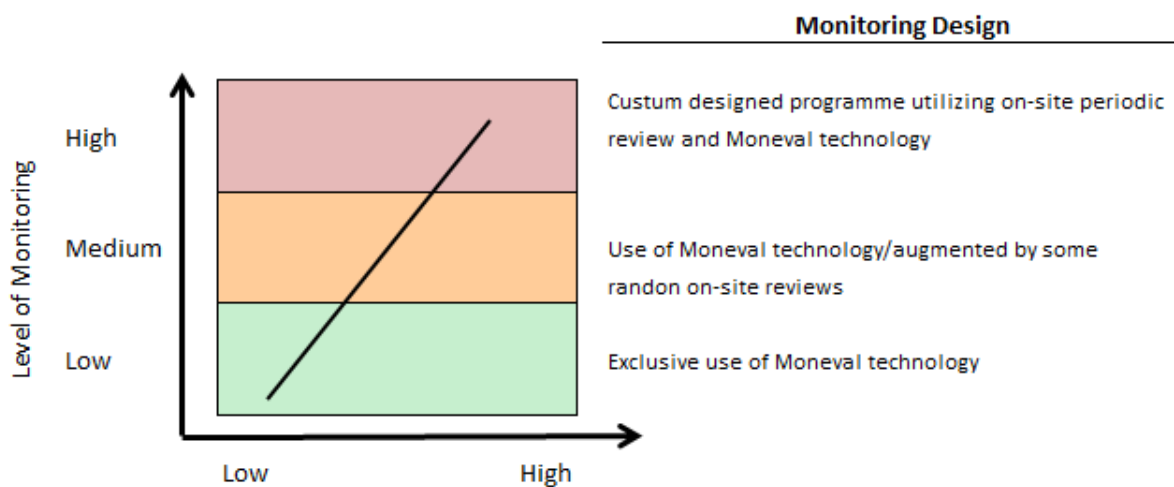 Monitoring Design
Custum designed programme utilizing on-site periodic
review and Moneval technology
High
Level of Monitoring
Medium
Use of Moneval technology/augmented by some
randon on-site reviews
Low
Exclusive use of Moneval technology
Low
High